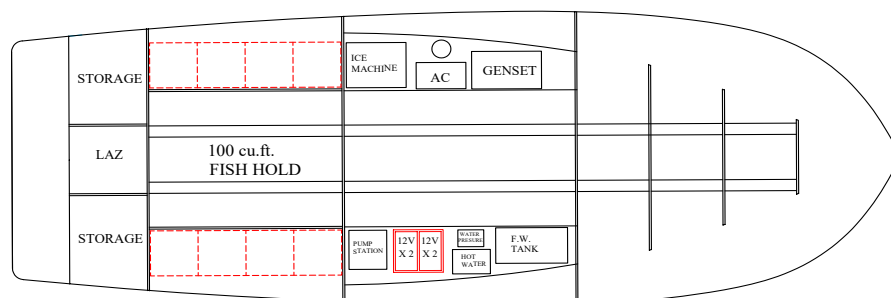 STORAGE
ICE
MACHINE
AC
GENSET
LAZ
100 cu.ft.
FISH HOLD
STORAGE
PUMP
STATION
12V
X 2
12V
X 2
WATER
PRESURE
HOT
WATER
F.W.
TANK